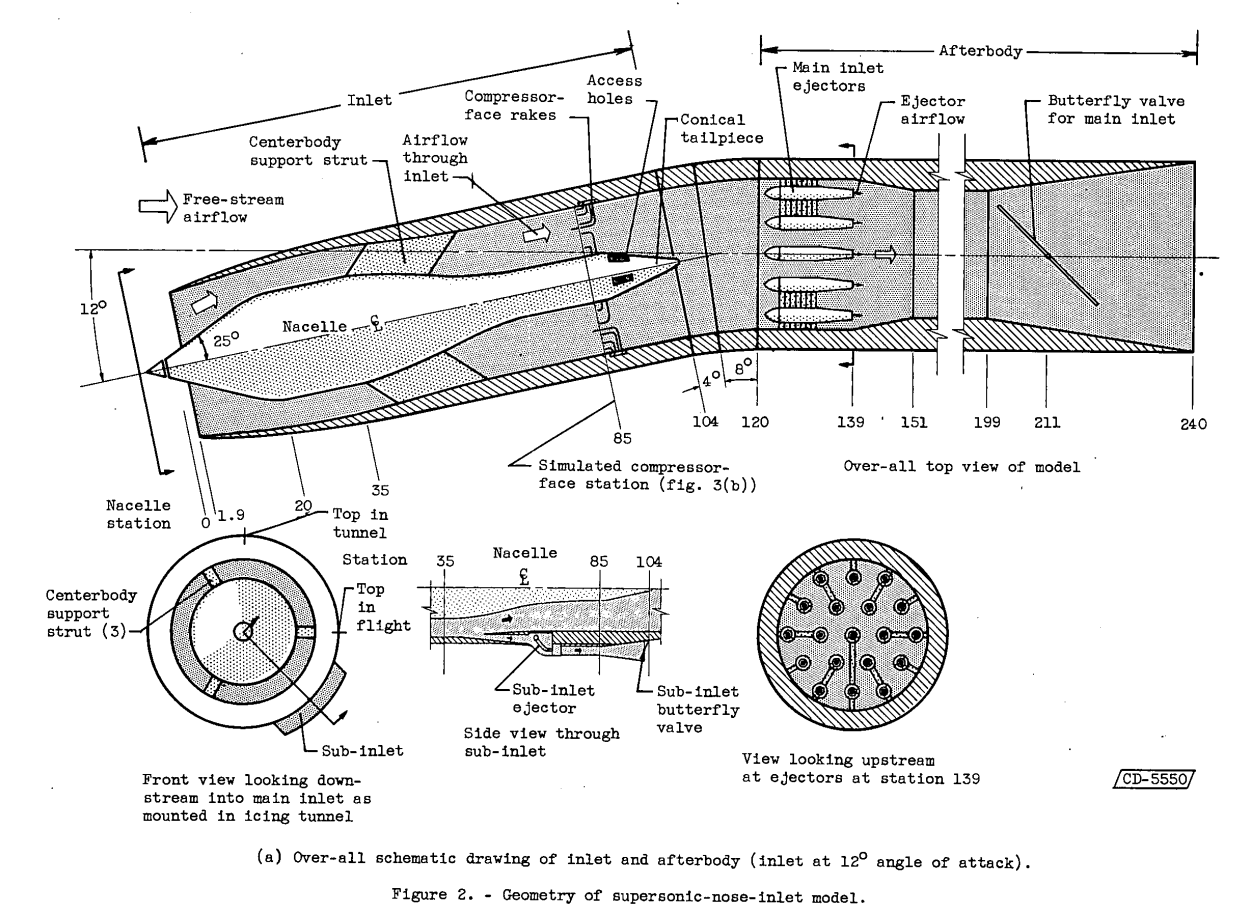 Afterbody
Main inlet
ejectors
Access
holes
Inlet
Compressor-
face rakes
Ejector
airflow
Butterfly valve
for main inlet
Conical
tailpiece
Centerbody
support strut
Airflow
through
inlet
Free-stream
airflow
12°
25°
Nacelle ℄
4°
8°
85
104
120
139
151
199
211
240
Simulated compressor-
face station (fig. 3(b))
Over-all top view of model
Nacelle
station
0
1.9
20
35
Top in
tunnel
Station
35
Nacelle
℄
85
104
Centerbody
support
strut (3)
Top
in
flight
Sub-inlet
ejector
Sub-inlet
butterfly
valve
Side view through
sub-inlet
Sub-inlet
View looking upstream
at ejectors at station 139
Front view looking down-
stream into main inlet as
mounted in icing tunnel
CD-5550
(a) Over-all schematic drawing of inlet and afterbody (inlet at 12° angle of attack).
Figure 2. - Geometry of supersonic-nose-inlet model.